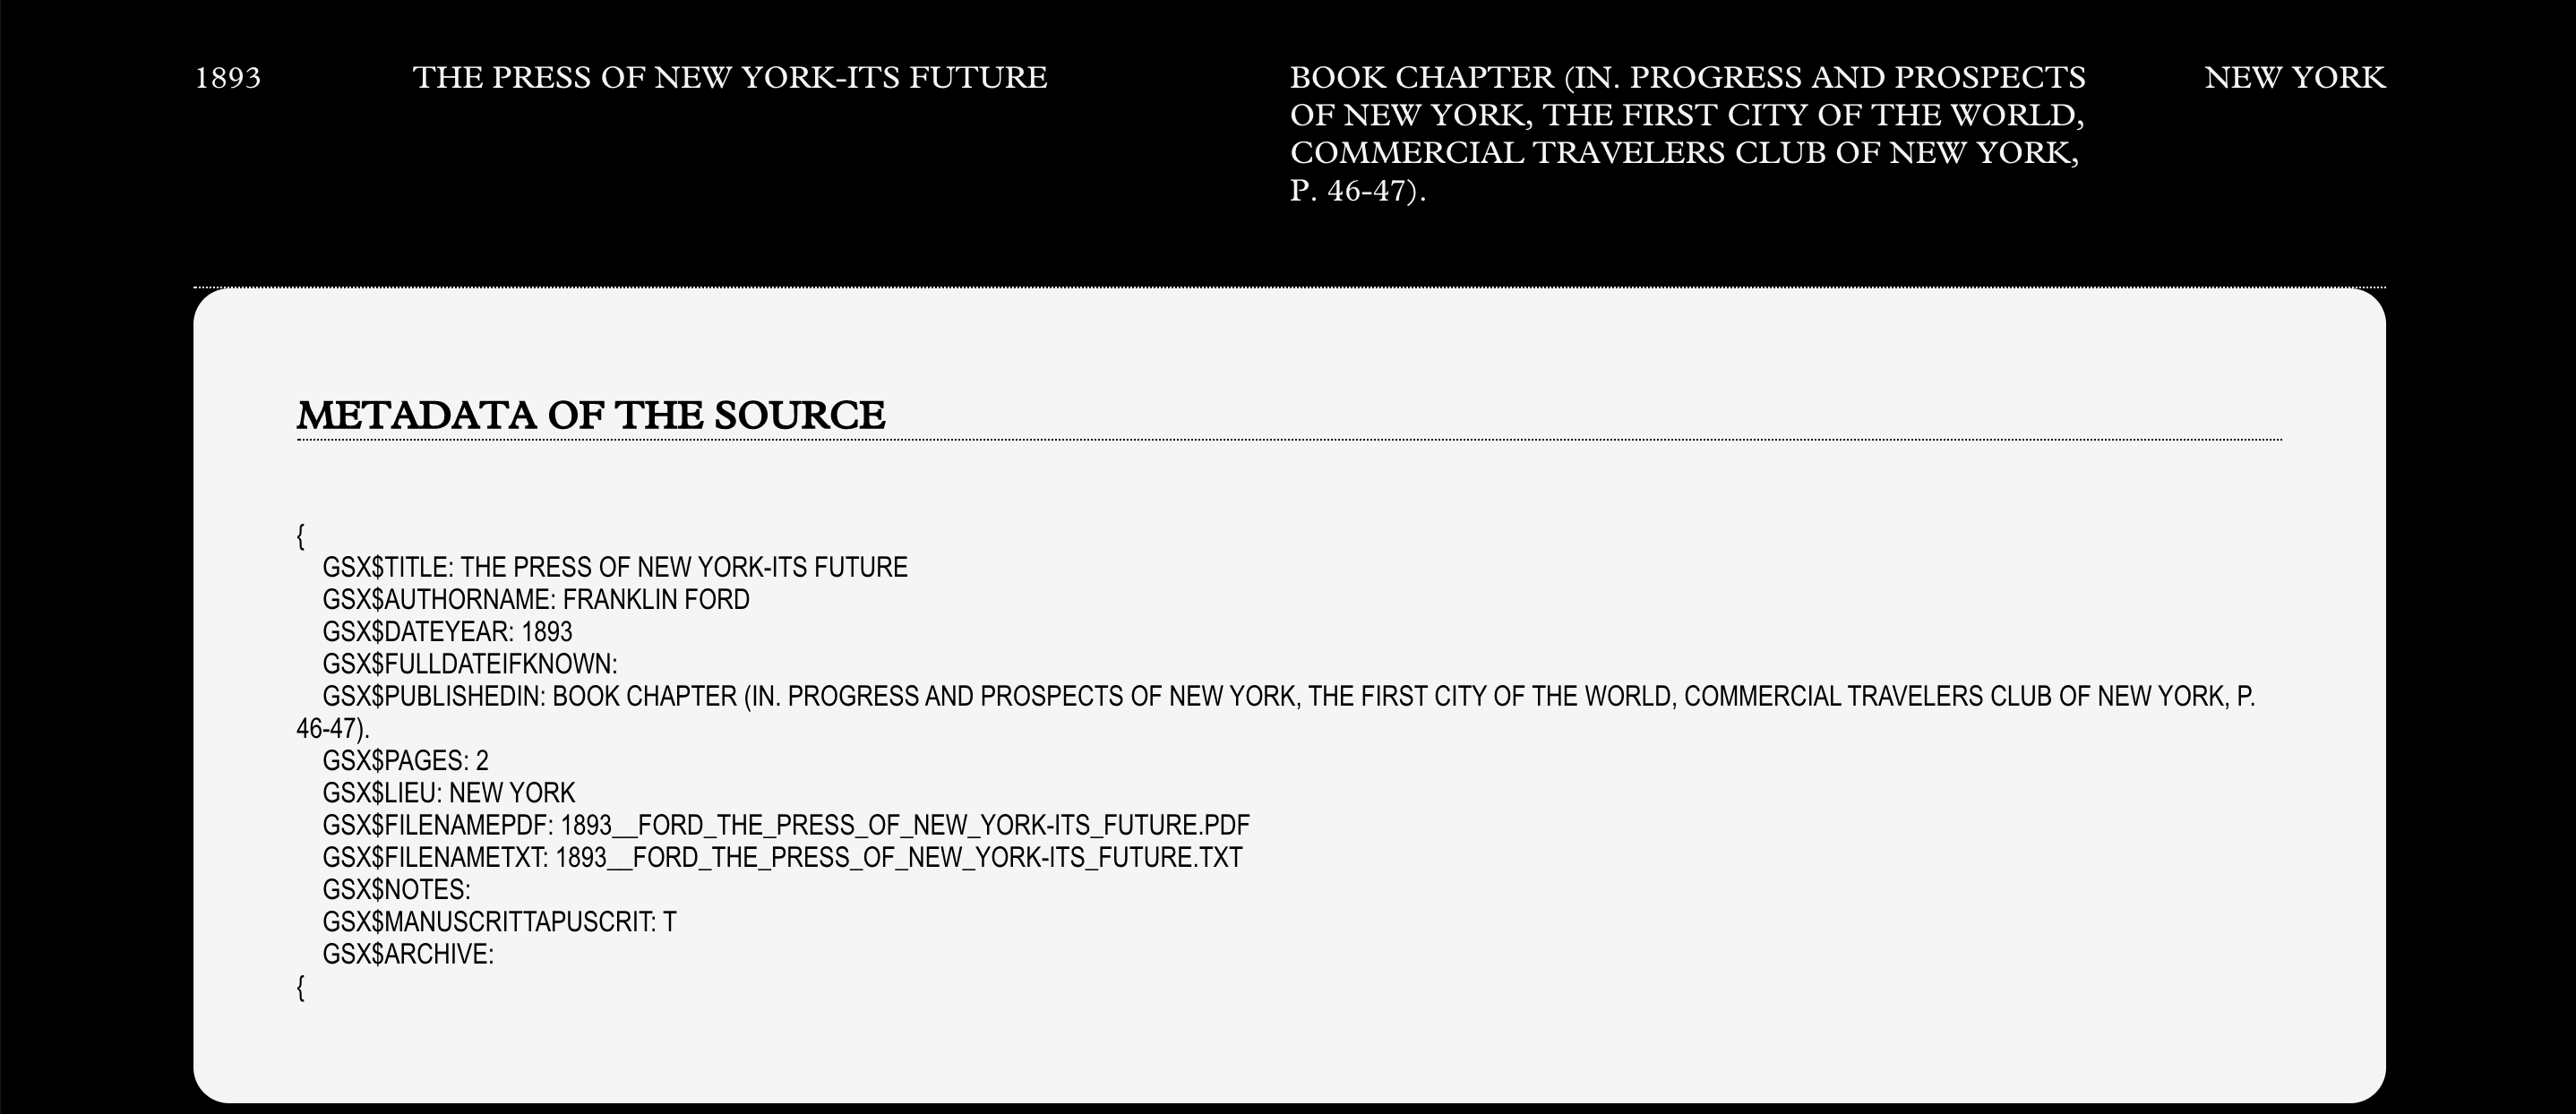 1893
THE PRESS OF NEW YORK-ITS FUTURE
BOOK CHAPTER (IN. PROGRESS AND PROSPECTS
OF NEW YORK, THE FIRST CITY OF THE WORLD,
COMMERCIAL TRAVELERS CLUB OF NEW YORK,
P. 46-47).
NEW YORK
METADATA OF THE SOURCE
{
GSX$TITLE: THE PRESS OF NEW YORK-ITS FUTURE
GSX$AUTHORNAME: FRANKLIN FORD
GSX$DATEYEAR: 1893
GSX$FULLDATEIFKNOWN:
GSX$PUBLISHEDIN: BOOK CHAPTER (IN. PROGRESS AND PROSPECTS OF NEW YORK, THE FIRST CITY OF THE WORLD, COMMERCIAL TRAVELERS CLUB OF NEW YORK, P.
46-47).
GSX$PAGES: 2
GSX$LIEU: NEW YORK
GSX$FILENAMEPDF: 1893__FORD_THE_PRESS_OF_NEW_YORK-ITS_FUTURE.PDF
GSX$FILENAMETXT: 1893__FORD_THE_PRESS_OF_NEW_YORK-ITS_FUTURE.TXT
GSX$NOTES:
GSX$MANUSCRITTAPUSCRIT: T
GSX$ARCHIVE:
{